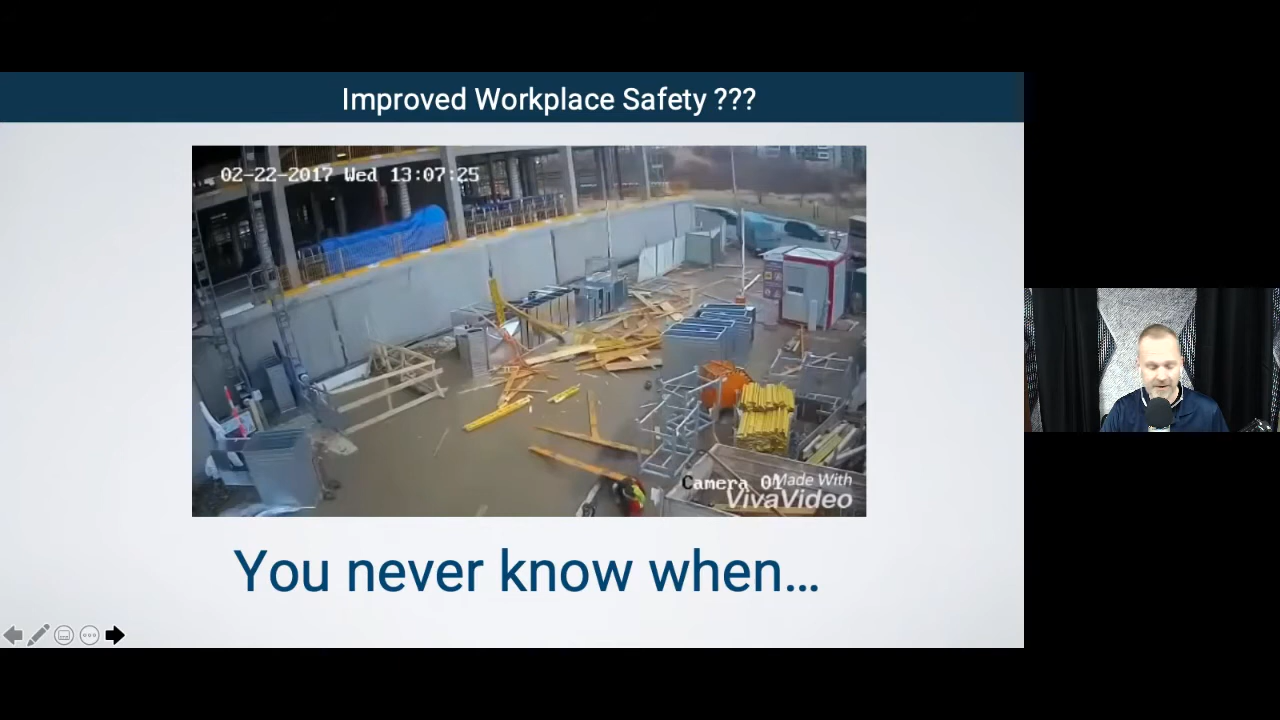 Improved Workplace Safety ???
02-22-2017 Wed 13:07:25
Camera 01
Made With
VivaVideo
You never know when…